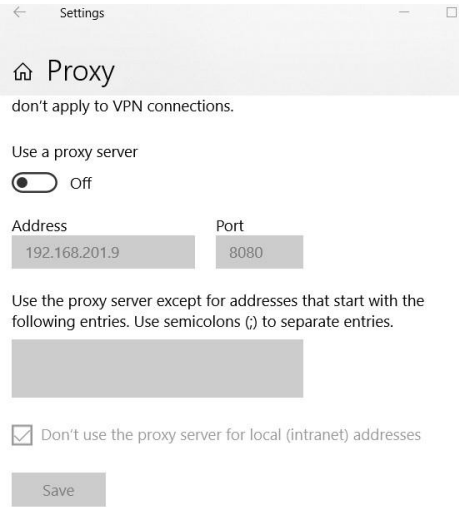 Settings
Proxy
don't apply to VPN connections.
Use a proxy server
Off
Address Port
192.168.201.9 8080
Use the proxy server except for addresses that start with the
following entries. Use semicolons (;) to separate entries.
Don't use the proxy server for local (intranet) addresses
Save